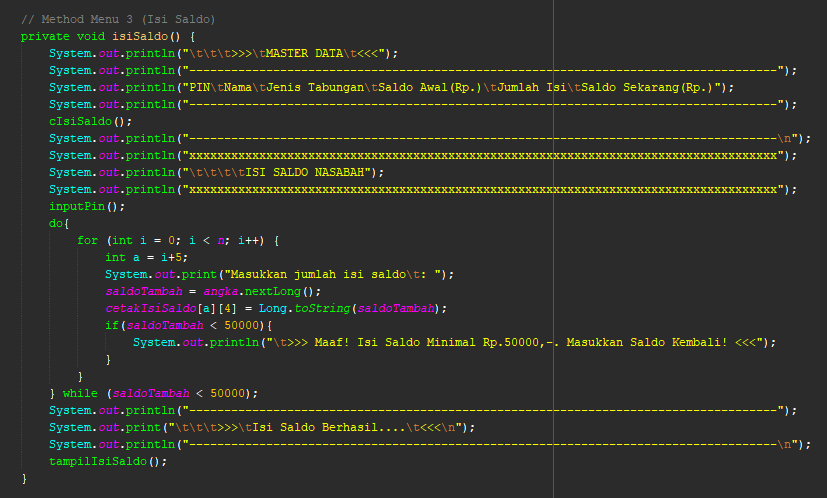 // Method Menu 3 (Isi Saldo)
private void isiSaldo() {
System.out.println("\t\t\t>>>\tMASTER DATA\t<<<");
System.out.println("------------------------------------------------------------------------------------");
System.out.println("PIN\tNama\tJenis Tabungan\tSaldo Awal(Rp.)\tJumlah Isi\tSaldo Sekarang(Rp.)");
System.out.println("------------------------------------------------------------------------------------");
cIsiSaldo();
System.out.println("------------------------------------------------------------------------------------\n");
System.out.println("xxxxxxxxxxxxxxxxxxxxxxxxxxxxxxxxxxxxxxxxxxxxxxxxxxxxxxxxxxxxxxxxxxxxxxxxxxxxxxxxxxxx");
System.out.println("\t\t\t\tISI SALDO NASABAH");
System.out.println("xxxxxxxxxxxxxxxxxxxxxxxxxxxxxxxxxxxxxxxxxxxxxxxxxxxxxxxxxxxxxxxxxxxxxxxxxxxxxxxxxxxx");
inputPin();
do{
for (int i = 0; i < n; i++) {
int a = i+5;
System.out.print("Masukkan jumlah isi saldo\t: ");
saldoTambah = angka.nextLong();
cetakIsiSaldo[a][4] = Long.toString(saldoTambah);
if(saldoTambah < 50000){
System.out.println("\t>>> Maaf! Isi Saldo Minimal Rp.50000,-. Masukkan Saldo Kembali! <<<");
}
}
} while (saldoTambah < 50000);
System.out.println("------------------------------------------------------------------------------------");
System.out.print("\t\t\t>>>\tIsi Saldo Berhasil....\t<<<\n");
System.out.println("------------------------------------------------------------------------------------\n");
tampilIsiSaldo();
}